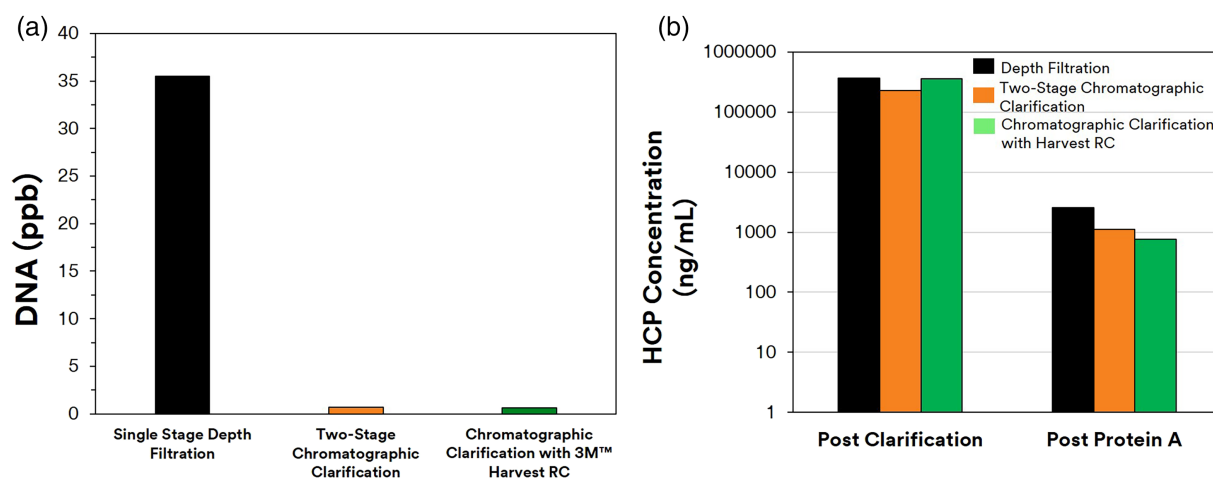 (a)
DNA (ppb)
40
35
30
25
20
15
10
5
0
Single Stage Depth
Filtration
Two-Stage
Chromatographic
Clarification
Chromatographic
Clarification with 3M™
Harvest RC
(b)
HCP Concentration
(ng/mL)
1000000
100000
10000
1000
100
10
1
Depth Filtration
Two-Stage Chromatographic
Clarification
Chromatographic Clarification
with Harvest RC
Post Clarification
Post Protein A